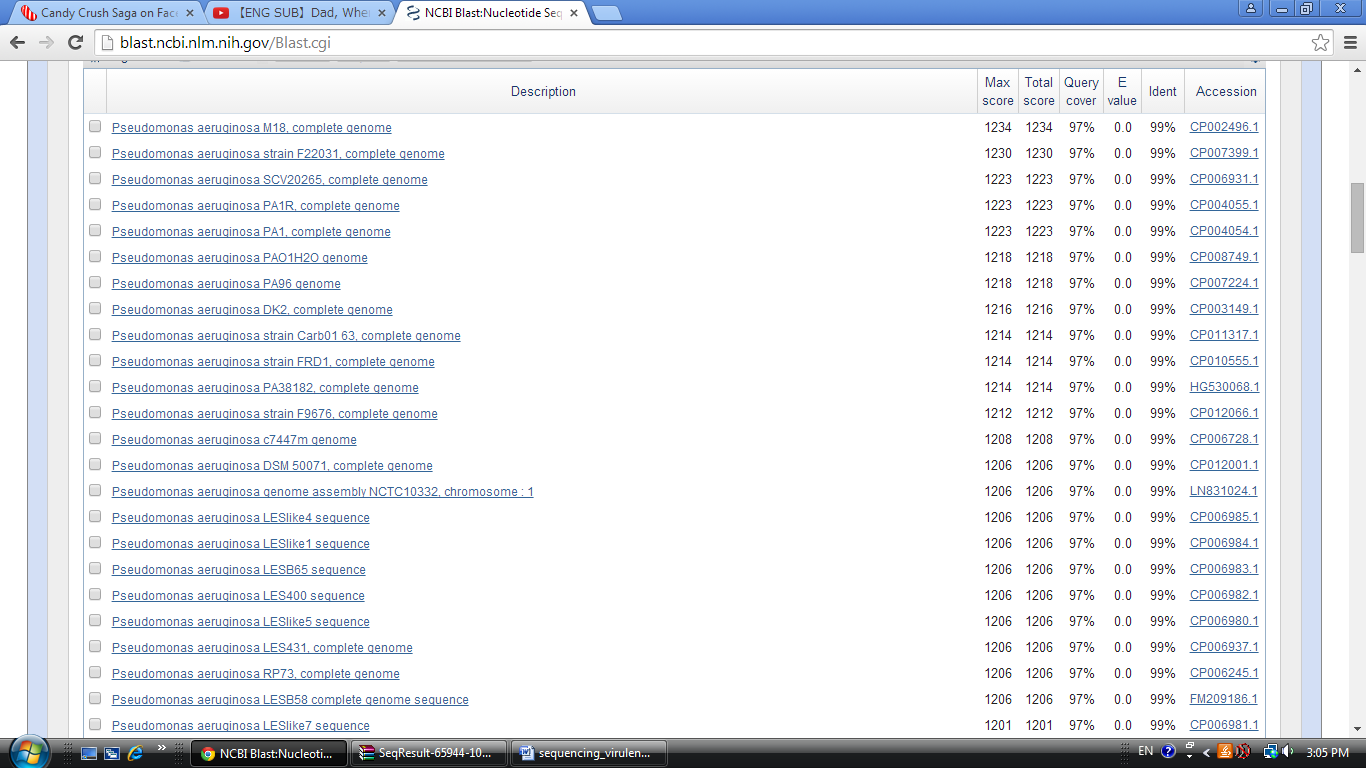 Candy Crush Saga on Fac
【ENG SUB】Dad, Whe
NCBI Blast:Nucleotide Seq
blast.ncbi.nlm.nih.gov/Blast.cgi
Description Max score Total score Query cover E value Ident Accession
Pseudomonas aeruginosa M18, complete genome 1234 1234 97% 0.0 99% CP002496.1
Pseudomonas aeruginosa strain F22031, complete genome 1230 1230 97% 0.0 99% CP007399.1
Pseudomonas aeruginosa SCV20265, complete genome 1223 1223 97% 0.0 99% CP006931.1
Pseudomonas aeruginosa PA1R, complete genome 1223 1223 97% 0.0 99% CP004055.1
Pseudomonas aeruginosa PA1, complete genome 1223 1223 97% 0.0 99% CP004054.1
Pseudomonas aeruginosa PAO1H2O genome 1218 1218 97% 0.0 99% CP008749.1
Pseudomonas aeruginosa PA96 genome 1218 1218 97% 0.0 99% CP007224.1
Pseudomonas aeruginosa DK2, complete genome 1216 1216 97% 0.0 99% CP003149.1
Pseudomonas aeruginosa strain Carb01 63, complete genome 1214 1214 97% 0.0 99% CP011317.1
Pseudomonas aeruginosa strain FRD1, complete genome 1214 1214 97% 0.0 99% CP010555.1
Pseudomonas aeruginosa PA38182, complete genome 1214 1214 97% 0.0 99% HG530068.1
Pseudomonas aeruginosa strain F9676, complete genome 1212 1212 97% 0.0 99% CP012066.1
Pseudomonas aeruginosa c7447m genome 1208 1208 97% 0.0 99% CP006728.1
Pseudomonas aeruginosa DSM 50071, complete genome 1206 1206 97% 0.0 99% CP012001.1
Pseudomonas aeruginosa genome assembly NCTC10332, chromosome : 1 1206 1206 97% 0.0 99% LN831024.1
Pseudomonas aeruginosa LESlike4 sequence 1206 1206 97% 0.0 99% CP006985.1
Pseudomonas aeruginosa LESlike1 sequence 1206 1206 97% 0.0 99% CP006984.1
Pseudomonas aeruginosa LESB65 sequence 1206 1206 97% 0.0 99% CP006983.1
Pseudomonas aeruginosa LES400 sequence 1206 1206 97% 0.0 99% CP006982.1
Pseudomonas aeruginosa LESlike5 sequence 1206 1206 97% 0.0 99% CP006980.1
Pseudomonas aeruginosa LES431, complete genome 1206 1206 97% 0.0 99% CP006937.1
Pseudomonas aeruginosa RP73, complete genome 1206 1206 97% 0.0 99% CP006245.1
Pseudomonas aeruginosa LESB58 complete genome sequence 1206 1206 97% 0.0 99% FM209186.1
Pseudomonas aeruginosa LESlike7 sequence 1201 1201 97% 0.0 99% CP006981.1
NCBI Blast:Nucleoti...
SeqResult-65944-10...
sequencing_virulen...
EN
3:05 PM